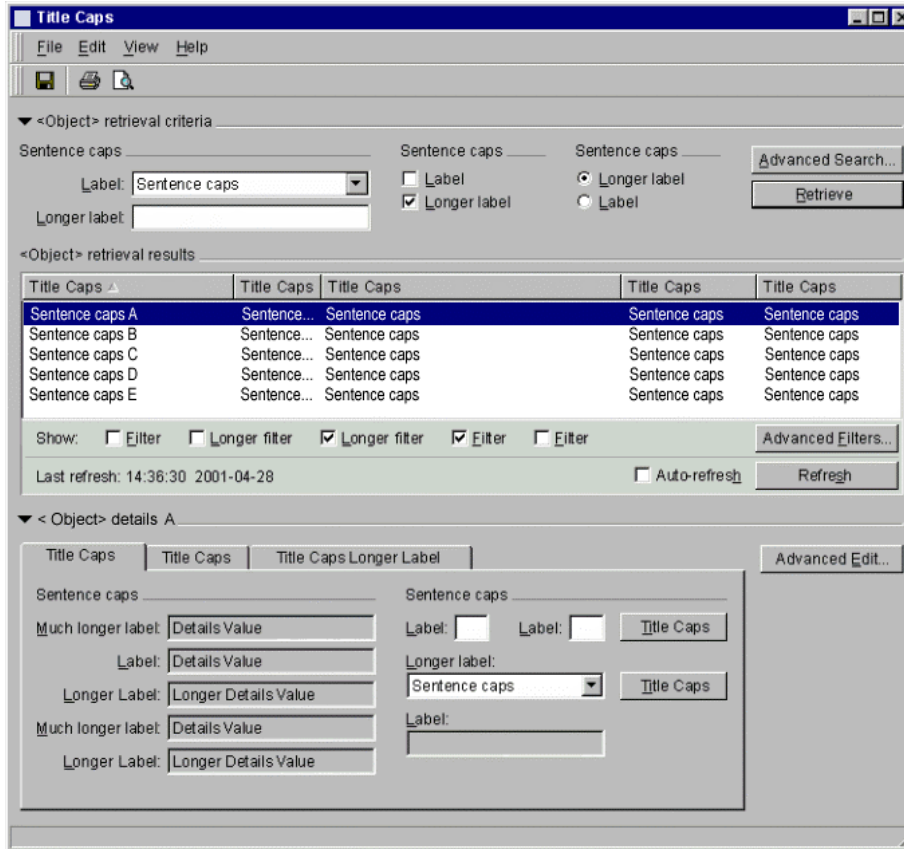 Title Caps
File Edit View Help
<Object> retrieval criteria
Sentence caps Sentence caps Sentence caps
Advanced Search...
Label: Sentence caps Label Longer label
Retrieve
Longer label: Longer label Label
<Object> retrieval results
Title Caps Title Caps Title Caps Title Caps Title Caps
Sentence caps A Sentence... Sentence caps Sentence caps Sentence caps
Sentence caps B Sentence... Sentence caps Sentence caps Sentence caps
Sentence caps C Sentence... Sentence caps Sentence caps Sentence caps
Sentence caps D Sentence... Sentence caps Sentence caps Sentence caps
Sentence caps E Sentence... Sentence caps Sentence caps Sentence caps
Show: Filter Longer filter Longer filter Filter Filter Advanced Filters...
Last refresh: 14:36:30 2001-04-28 Auto-refresh Refresh
< Object> details A
Title Caps Title Caps Title Caps Longer Label Advanced Edit...
Sentence caps Sentence caps
Much longer label: Details Value Label: Label: Title Caps
Label: Details Value Longer label:
Longer Label: Longer Details Value Sentence caps Title Caps
Much longer label: Details Value Label:
Longer Label: Longer Details Value